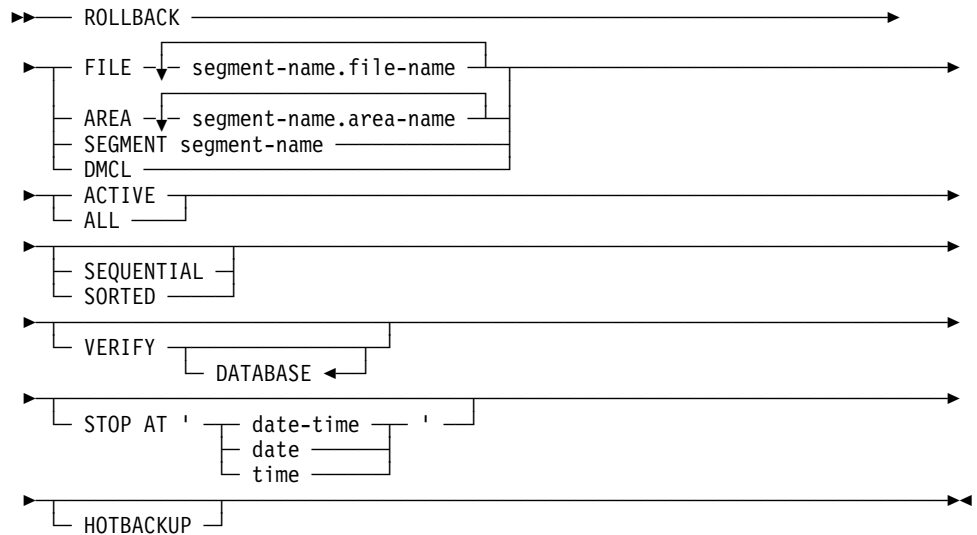 ROLLBACK
FILE segment-name.file-name
AREA segment-name.area-name
SEGMENT segment-name
DMCL
ACTIVE
ALL
SEQUENTIAL
SORTED
VERIFY
DATABASE
STOP AT ' date-time '
date
time
HOTBACKUP